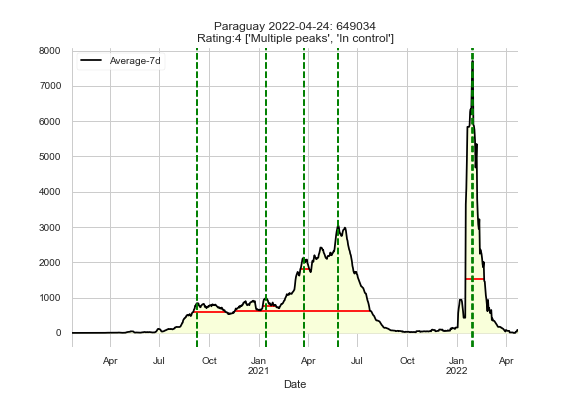 Paraguay 2022-04-24: 649034
Rating:4 ['Multiple peaks', 'In control']
Average-7d
8000
7000
6000
5000
4000
3000
2000
1000
0
Apr Jul Oct Jan Apr Jul Oct Jan Apr
2021 2022
Date